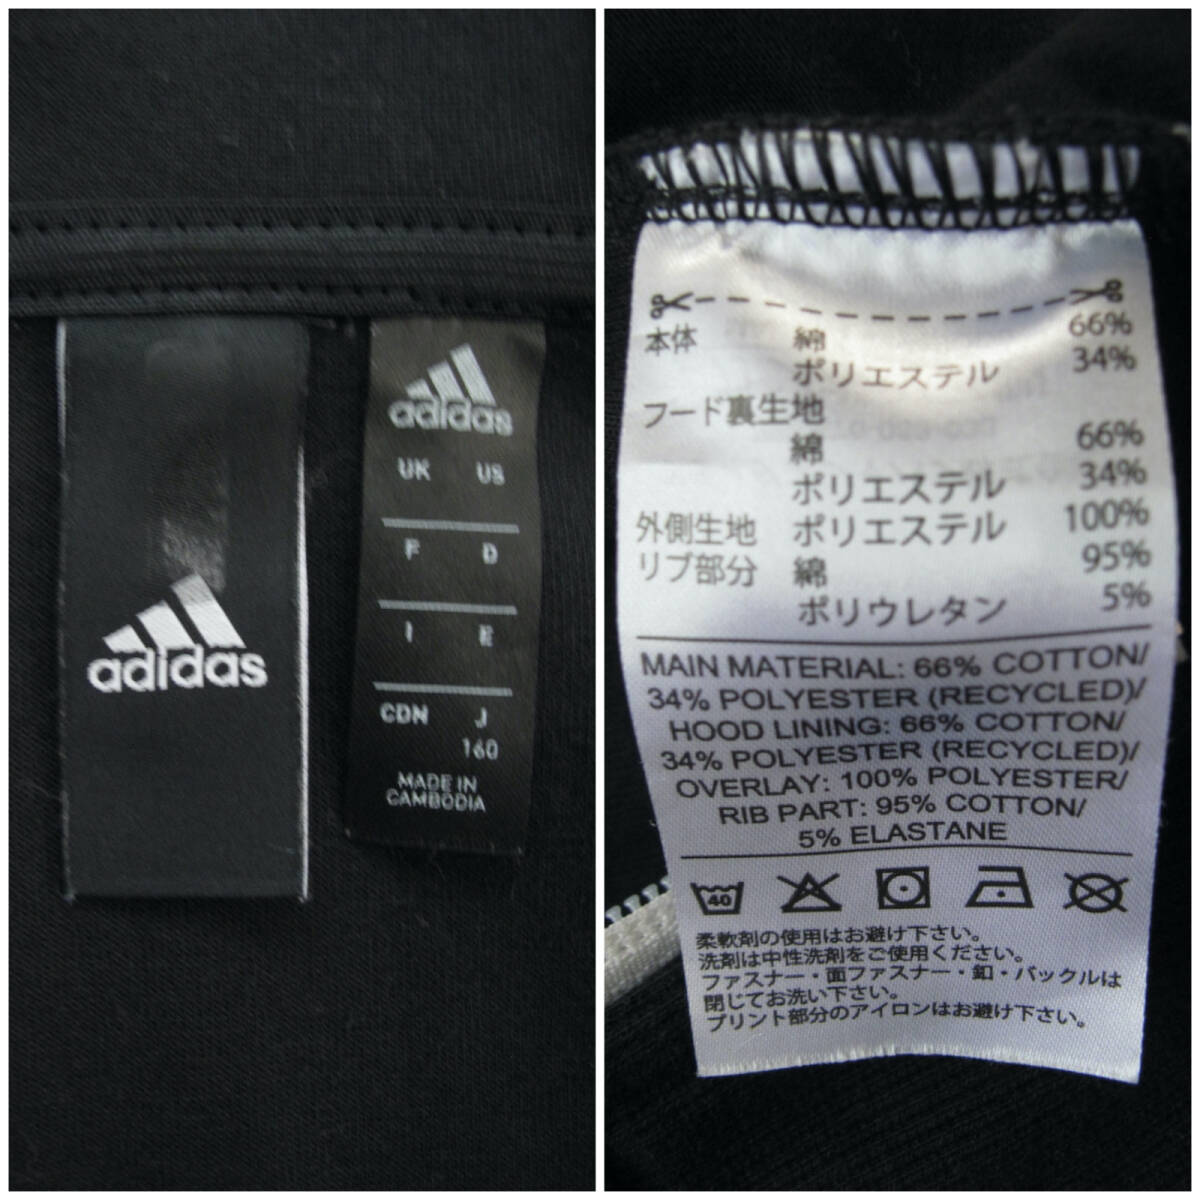 adidas
adidas
UK US
F D
I E
CDN J
160
MADE IN
CAMBODIA
本体 綿 66%
ポリエステル 34%
フード裏生地
綿 66%
ポリエステル 34%
外側生地 ポリエステル 100%
リブ部分 綿 95%
ポリウレタン 5%
MAIN MATERIAL: 66% COTTON/
34% POLYESTER (RECYCLED)/
HOOD LINING: 66% COTTON/
34% POLYESTER (RECYCLED)/
OVERLAY: 100% POLYESTER/
RIB PART: 95% COTTON/
5% ELASTANE
40
柔軟剤の使用はお避け下さい。
洗剤は中性洗剤をご使用ください。
ファスナー・面ファスナー・釦・バックルは
閉じてお洗い下さい。
プリント部分のアイロンはお避け下さい。